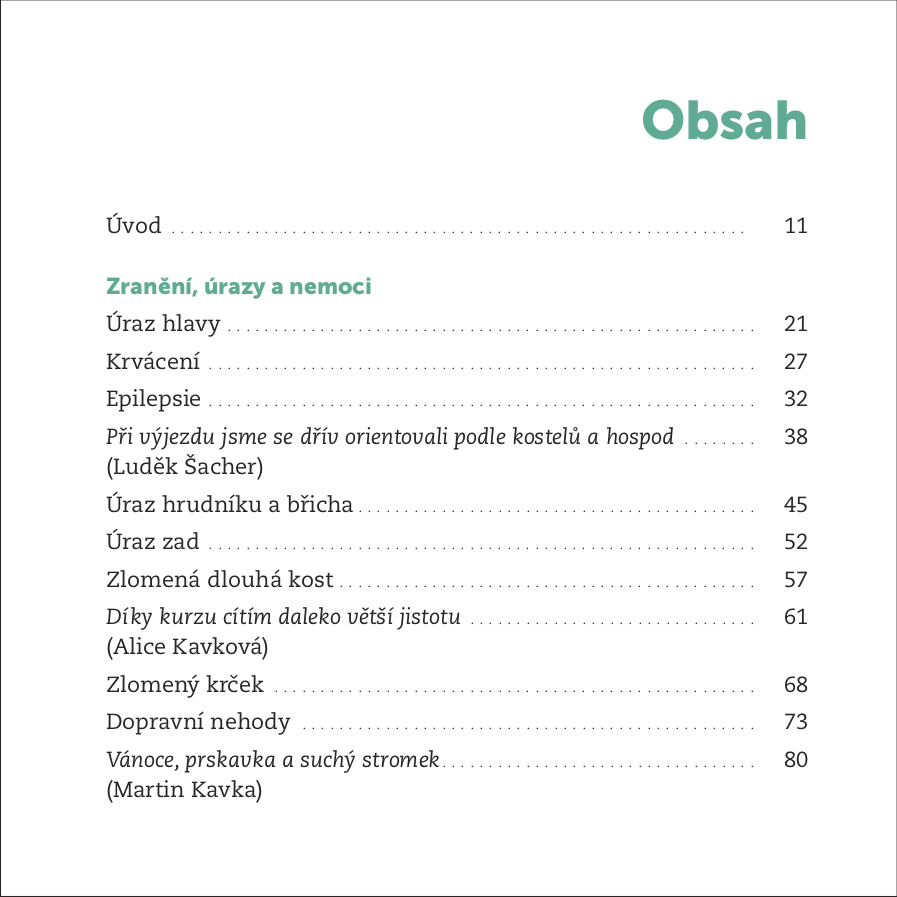 Obsah
Úvod . . . . . . . . . . . . . . . . . . . . . . . . . . . . . . . . . . . . . . . . . . . . . . . . . . . . . . . . . . . . . . 11
Zranění, úrazy a nemoci
Úraz hlavy . . . . . . . . . . . . . . . . . . . . . . . . . . . . . . . . . . . . . . . . . . . . . . . . . . . . . . . . . 21
Krvácení . . . . . . . . . . . . . . . . . . . . . . . . . . . . . . . . . . . . . . . . . . . . . . . . . . . . . . . . . . . 27
Epilepsie . . . . . . . . . . . . . . . . . . . . . . . . . . . . . . . . . . . . . . . . . . . . . . . . . . . . . . . . . . . 32
Při výjezdu jsme se dřív orientovali podle kostelů a hospod . . . . . . . . 38
(Luděk Šacher)
Úraz hrudníku a břicha . . . . . . . . . . . . . . . . . . . . . . . . . . . . . . . . . . . . . . . . . . . 45
Úraz zad . . . . . . . . . . . . . . . . . . . . . . . . . . . . . . . . . . . . . . . . . . . . . . . . . . . . . . . . . . . 52
Zlomená dlouhá kost . . . . . . . . . . . . . . . . . . . . . . . . . . . . . . . . . . . . . . . . . . . . . 57
Díky kurzu cítím daleko větší jistotu . . . . . . . . . . . . . . . . . . . . . . . . . . . . . . . 61
(Alice Kavková)
Zlomený krček . . . . . . . . . . . . . . . . . . . . . . . . . . . . . . . . . . . . . . . . . . . . . . . . . . . . 68
Dopravní nehody . . . . . . . . . . . . . . . . . . . . . . . . . . . . . . . . . . . . . . . . . . . . . . . . . 73
Vánoce, prskavka a suchý stromek . . . . . . . . . . . . . . . . . . . . . . . . . . . . . . . . . . 80
(Martin Kavka)